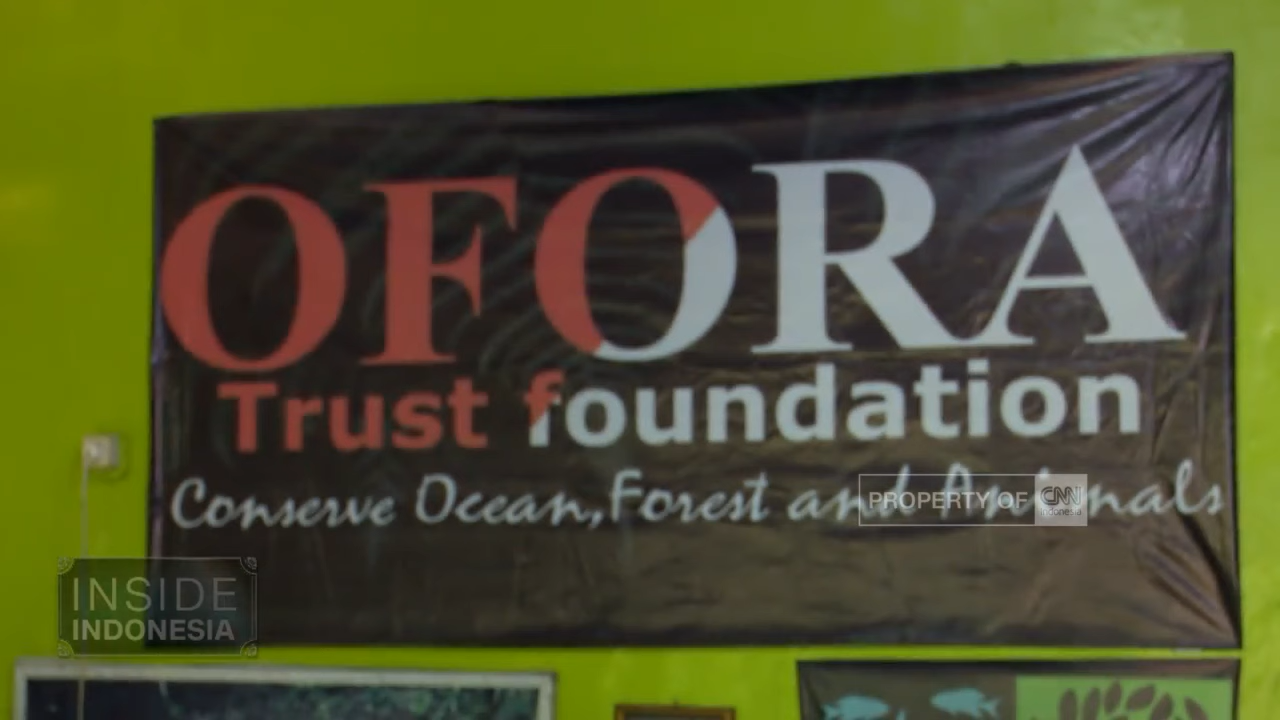 OFORA
Trust foundation
Conserve Ocean, Forest and Animals
PROPERTY OF CNN Indonesia
INSIDE
INDONESIA